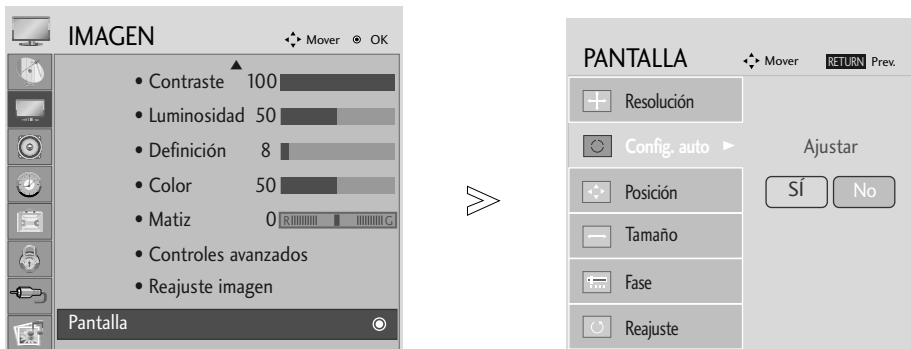 IMAGEN
Mover
OK
• Contraste 100
• Luminosidad 50
• Definición 8
• Color 50
• Matiz 0 R G
• Controles avanzados
• Reajuste imagen
Pantalla
PANTALLA
Mover
RETURN Prev.
Resolución
Config. auto
Posición
Tamaño
Fase
Reajuste
Ajustar
SÍ No